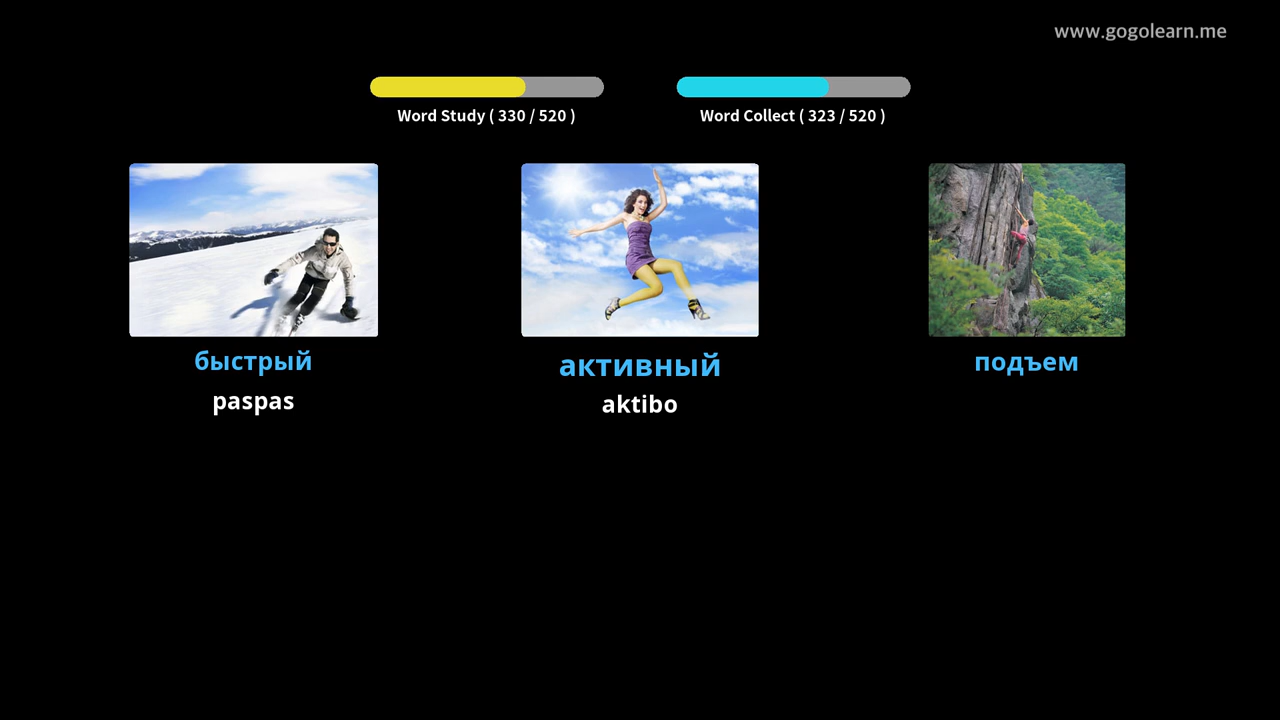 www.gogolearn.me
Word Study ( 330 / 520 )
Word Collect ( 323 / 520 )
быстрый
paspas
активный
aktibo
подъем